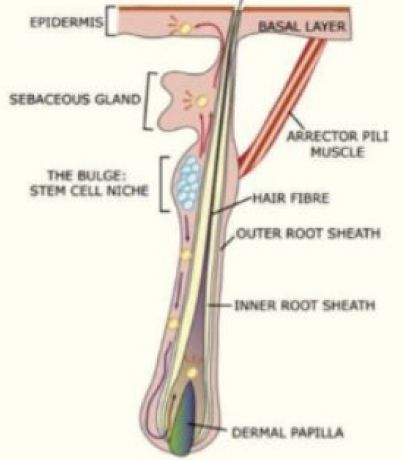 EPIDERMIS
BASAL LAYER
SEBACEOUS GLAND
ARRECTOR PILI
MUSCLE
THE BULGE:
STEM CELL NICHE
HAIR FIBRE
OUTER ROOT SHEATH
INNER ROOT SHEATH
DERMAL PAPILLA